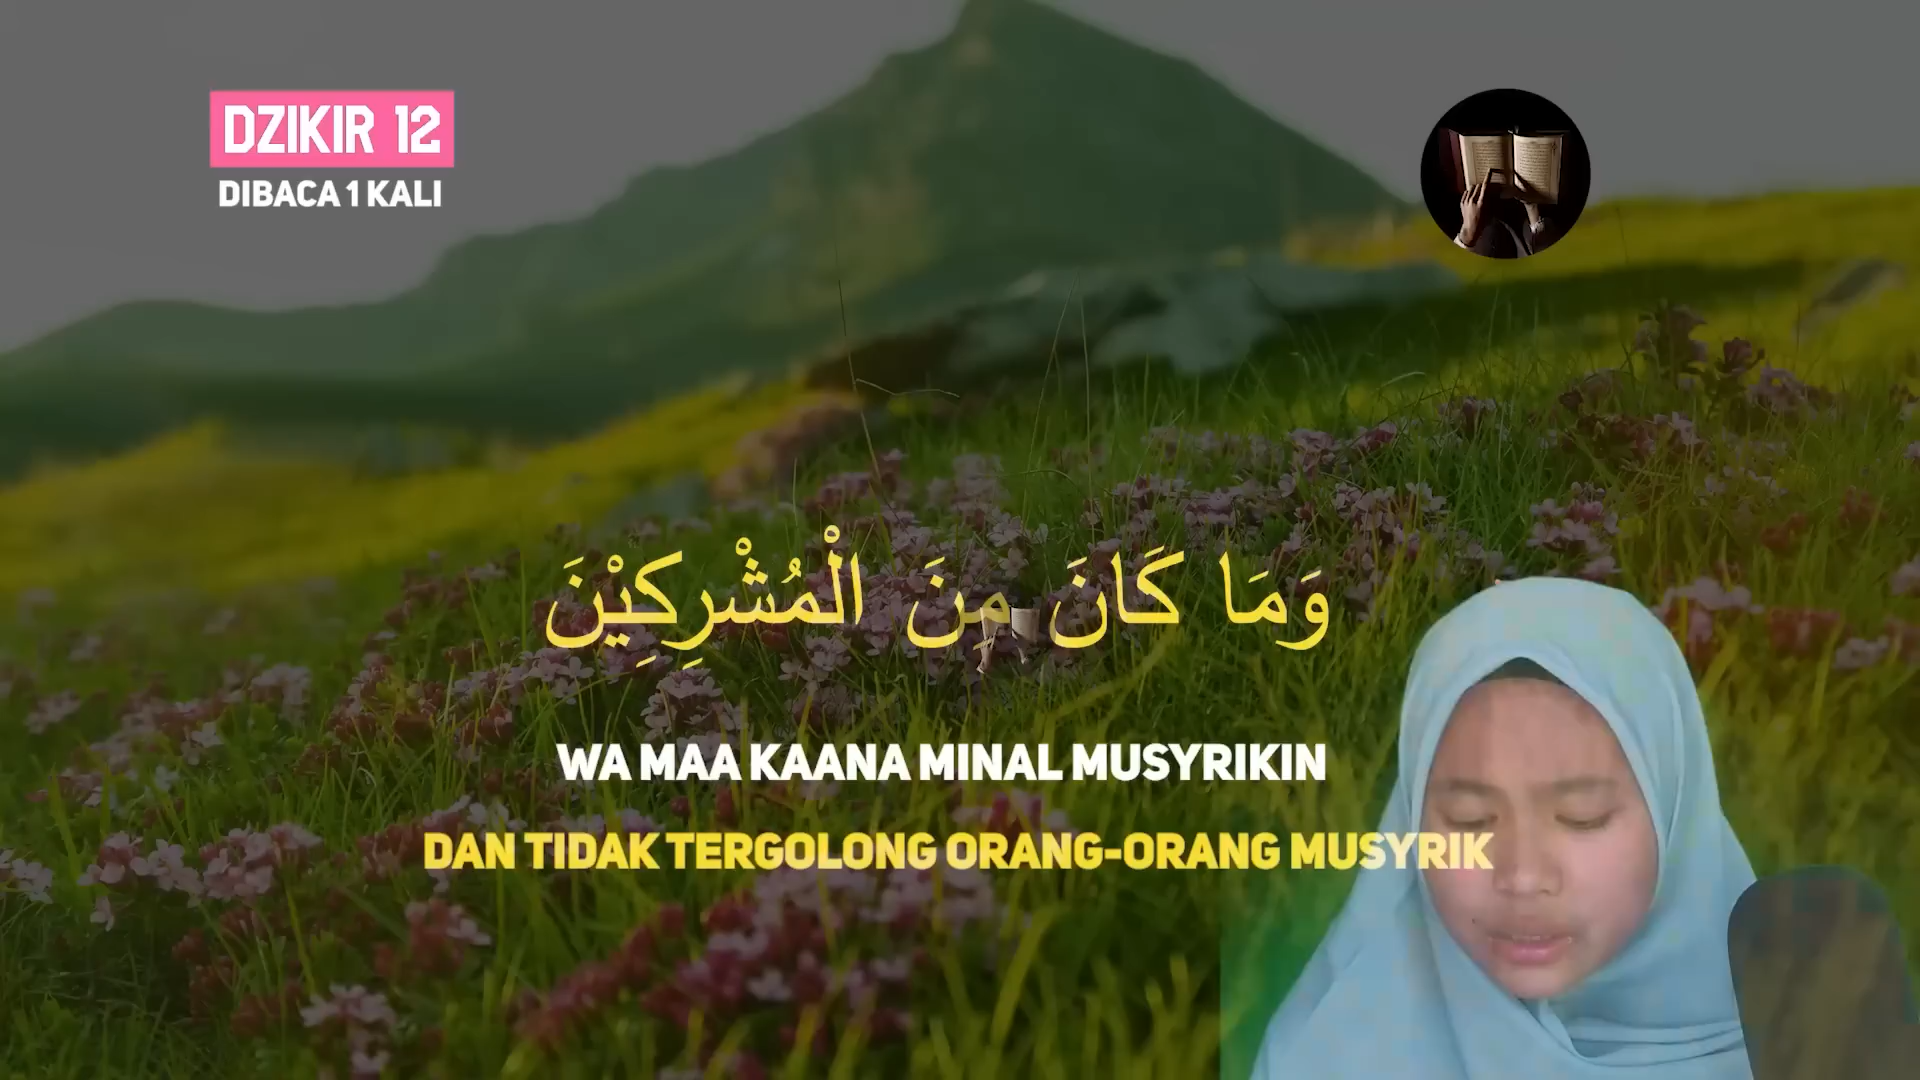 DZIKIR 12
DIBACA 1 KALI
وَمَا كَانَ مِنَ الْمُشْرِكِيْنَ
WA MAA KAANA MINAL MUSYRIKIN
DAN TIDAK TERGOLONG ORANG-ORANG MUSYRIK